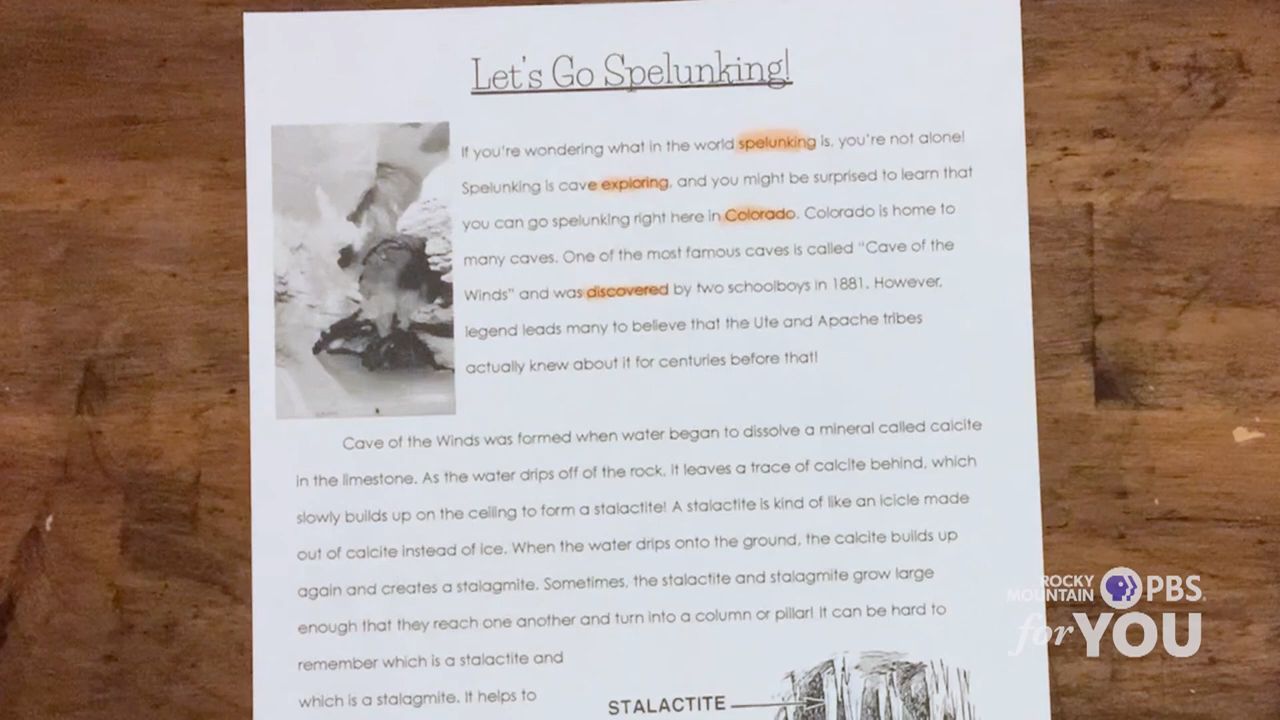 Let's Go Spelunking!
If you're wondering what in the world spelunking is, you're not alone!
Spelunking is cave exploring, and you might be surprised to learn that
you can go spelunking right here in Colorado. Colorado is home to
many caves. One of the most famous caves is called "Cave of the
Winds" and was discovered by two schoolboys in 1881. However,
legend leads many to believe that the Ute and Apache tribes
actually knew about it for centuries before that!
Cave of the Winds was formed when water began to dissolve a mineral called calcite
in the limestone. As the water drips off of the rock, it leaves a trace of calcite behind, which
slowly builds up on the ceiling to form a stalactite! A stalactite is kind of like an icicle made
out of calcite instead of ice. When the water drips onto the ground, the calcite builds up
again and creates a stalagmite. Sometimes, the stalactite and stalagmite grow large
enough that they reach one another and turn into a column or pillar! It can be hard to
remember which is a stalactite and
which is a stalagmite. It helps to
STALACTITE
ROCKY
MOUNTAIN PBS.
for YOU